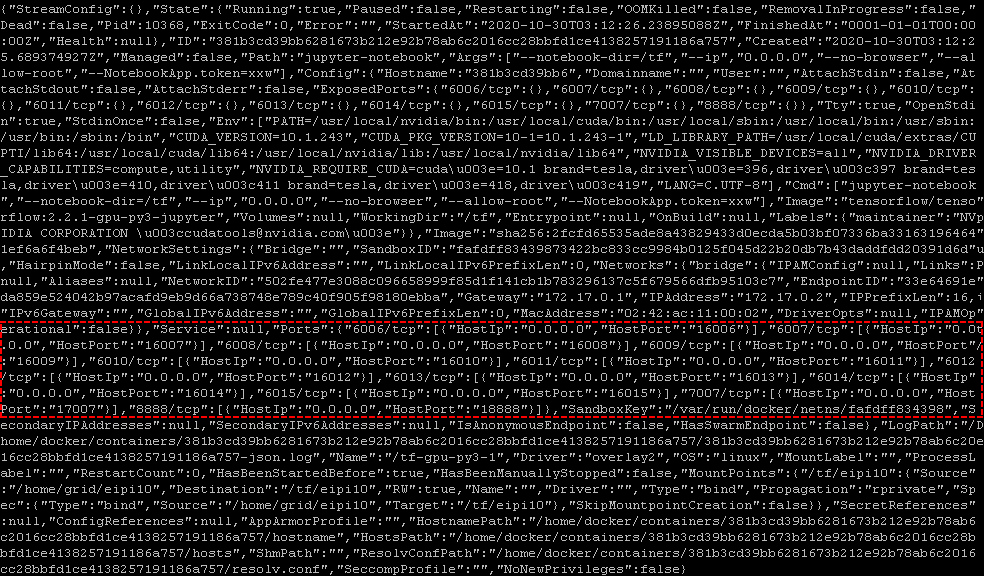 {"StreamConfig":{},"State":{"Running":true,"Paused":false,"Restarting":false,"OOMKilled":false,"RemovalInProgress":false,"
Dead":false,"Pid":10368,"ExitCode":0,"Error":"","StartedAt":"2020-10-30T03:12:26.23895088Z","FinishedAt":"0001-01-01T00:00
:00Z","Health":null},"ID":"381b3cd39bb6281673b212e92b78ab6c2016cc28bbfd1ce4138257191186a757","Created":"2020-10-30T03:12:2
5.689374927Z","Managed":false,"Path":"jupyter-notebook","Args":["--notebook-dir=/tf","--ip","0.0.0.0","--no-browser","--al
low-root","--NotebookApp.token=xxw"],"Config":{"Hostname":"381b3cd39bb6","Domainname":"","User":"","AttachStdin":false,"At
tachStdout":false,"AttachStderr":false,"ExposedPorts":{"6006/tcp":{},"6007/tcp":{},"6008/tcp":{},"6009/tcp":{},"6010/tcp":
{},"6011/tcp":{},"6012/tcp":{},"6013/tcp":{},"6014/tcp":{},"6015/tcp":{},"7007/tcp":{},"8888/tcp":{}},"Tty":true,"OpenStdi
n":true,"StdinOnce":false,"Env":["PATH=/usr/local/nvidia/bin:/usr/local/cuda/bin:/usr/local/sbin:/usr/local/bin:/usr/sbin:
/usr/bin:/sbin:/bin","CUDA_VERSION=10.1.243","CUDA_PKG_VERSION=10-1=10.1.243-1","LD_LIBRARY_PATH=/usr/local/cuda/extras/CU
PTI/lib64:/usr/local/cuda/lib64:/usr/local/nvidia/lib:/usr/local/nvidia/lib64","NVIDIA_VISIBLE_DEVICES=all","NVIDIA_DRIVER
_CAPABILITIES=compute,utility","NVIDIA_REQUIRE_CUDA=cuda\u003e=10.1 brand=tesla,driver\u003e=396,driver\u003c397 brand=tes
la,driver\u003e=410,driver\u003c411 brand=tesla,driver\u003e=418,driver\u003c419","LANG=C.UTF-8"],"Cmd":["jupyter-notebook
","--notebook-dir=/tf","--ip","0.0.0.0","--no-browser","--allow-root","--NotebookApp.token=xxw"],"Image":"tensorflow/tenso
rflow:2.2.1-gpu-py3-jupyter","Volumes":null,"WorkingDir":"/tf","Entrypoint":null,"OnBuild":null,"Labels":{"maintainer":"NV
IDIA CORPORATION \u003ccudatools@nvidia.com\u003e"}},"Image":"sha256:2fcfd65535ade8a43829433d0ecda5b03bf07336ba33163196464
1ef6a6f4beb","NetworkSettings":{"Bridge":"","SandboxID":"fafdff83439873422bc833cc9984b0125f045d22b20db7b43daddfdd20391d6d"
,"HairpinMode":false,"LinkLocalIPv6Address":"","LinkLocalIPv6PrefixLen":0,"Networks":{"bridge":{"IPAMConfig":null,"Links":
null,"Aliases":null,"NetworkID":"502fe477e3088c096658999f85d1f141cb1b783296137c5f679566dfb95103c7","EndpointID":"33e64691e
da859e524042b97acafd9eb9d66a738748e789c40f905f98180ebba","Gateway":"172.17.0.1","IPAddress":"172.17.0.2","IPPrefixLen":16,
"IPv6Gateway":"","GlobalIPv6Address":"","GlobalIPv6PrefixLen":0,"MacAddress":"02:42:ac:11:00:02","DriverOpts":null,"IPAMOp
erational":false}},"Service":null,"Ports":{"6006/tcp":[{"HostIp":"0.0.0.0","HostPort":"16006"}],"6007/tcp":[{"HostIp":"0.0
.0.0","HostPort":"16007"}],"6008/tcp":[{"HostIp":"0.0.0.0","HostPort":"16008"}],"6009/tcp":[{"HostIp":"0.0.0.0","HostPort"
:"16009"}],"6010/tcp":[{"HostIp":"0.0.0.0","HostPort":"16010"}],"6011/tcp":[{"HostIp":"0.0.0.0","HostPort":"16011"}],"6012
/tcp":[{"HostIp":"0.0.0.0","HostPort":"16012"}],"6013/tcp":[{"HostIp":"0.0.0.0","HostPort":"16013"}],"6014/tcp":[{"HostIp"
:"0.0.0.0","HostPort":"16014"}],"6015/tcp":[{"HostIp":"0.0.0.0","HostPort":"16015"}],"7007/tcp":[{"HostIp":"0.0.0.0","Host
Port":"17007"}],"8888/tcp":[{"HostIp":"0.0.0.0","HostPort":"18888"}]},"SandboxKey":"/var/run/docker/netns/fafdff834398","S
econdaryIPAddresses":null,"SecondaryIPv6Addresses":null,"IsAnonymousEndpoint":false,"HasSwarmEndpoint":false},"LogPath":"/
home/docker/containers/381b3cd39bb6281673b212e92b78ab6c2016cc28bbfd1ce4138257191186a757/381b3cd39bb6281673b212e92b78ab6c20
16cc28bbfd1ce4138257191186a757-json.log","Name":"/tf-gpu-py3-1","Driver":"overlay2","OS":"linux","MountLabel":"","ProcessL
abel":"","RestartCount":0,"HasBeenStartedBefore":true,"HasBeenManuallyStopped":false,"MountPoints":{"/tf/eipi10":{"Source"
:"/home/grid/eipi10","Destination":"/tf/eipi10","RW":true,"Name":"","Driver":"","Type":"bind","Propagation":"rprivate","Sp
ec":{"Type":"bind","Source":"/home/grid/eipi10","Target":"/tf/eipi10"},"SkipMountpointCreation":false}},"SecretReferences"
:null,"ConfigReferences":null,"AppArmorProfile":"","HostnamePath":"/home/docker/containers/381b3cd39bb6281673b212e92b78ab6
c2016cc28bbfd1ce4138257191186a757/hostname","HostsPath":"/home/docker/containers/381b3cd39bb6281673b212e92b78ab6c2016cc28b
bfd1ce4138257191186a757/hosts","ShmPath":"","ResolvConfPath":"/home/docker/containers/381b3cd39bb6281673b212e92b78ab6c2016
cc28bbfd1ce4138257191186a757/resolv.conf","SeccompProfile":"","NoNewPrivileges":false}